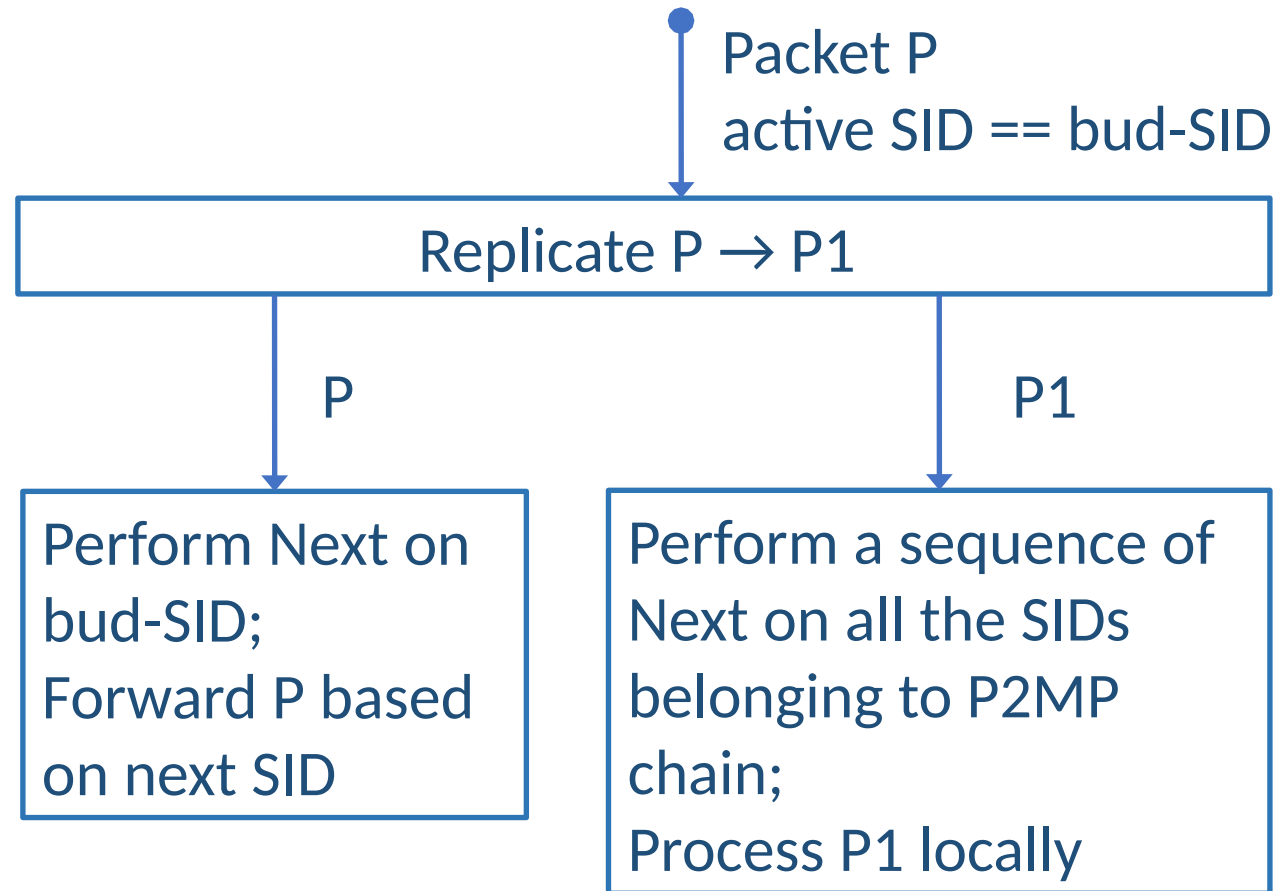 Packet P
active SID == bud-SID
Replicate P → P1
P
P1
Perform Next on
bud-SID;
Forward P based
on next SID
Perform a sequence of
Next on all the SIDs
belonging to P2MP
chain;
Process P1 locally